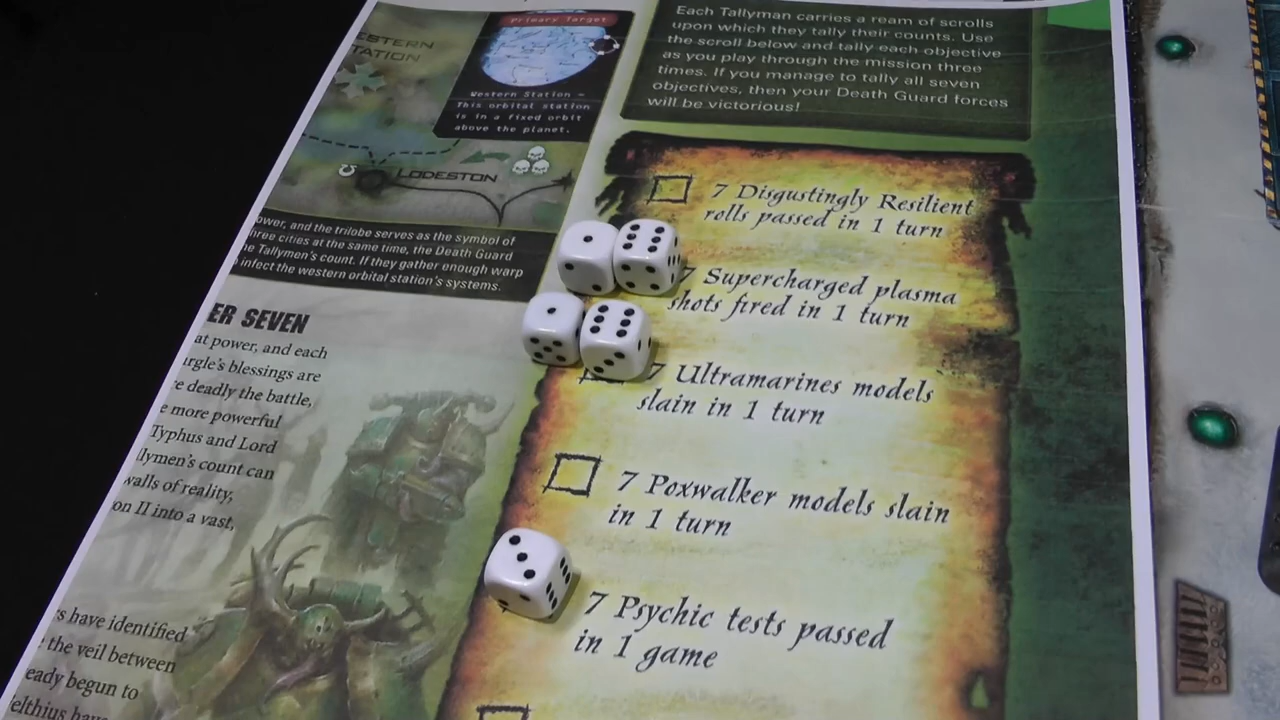 ESTERN
TATION
Primary Target
Western Station –
This orbital station
is in a fixed orbit
above the planet.
LODESTON
ower, and the trilobe serves as the symbol of
hree cities at the same time, the Death Guard
he Tallymen's count. If they gather enough warp
infect the western orbital station's systems.
ER SEVEN
at power, and each
urgle's blessings are
re deadly the battle,
e more powerful
Typhus and Lord
llymen's count can
walls of reality,
on II into a vast,
rs have identified
the veil between
eady begun to
elthius hav
Each Tallyman carries a ream of scrolls
upon which they tally their counts. Use
the scroll below and tally each objective
as you play through the mission three
times. If you manage to tally all seven
objectives, then your Death Guard forces
will be victorious!
7 Disgustingly Resilient
rolls passed in 1 turn
7 Supercharged plasma
shots fired in 1 turn
7 Ultramarines models
slain in 1 turn
7 Poxwalker models slain
in 1 turn
7 Psychic tests passed
in 1 game